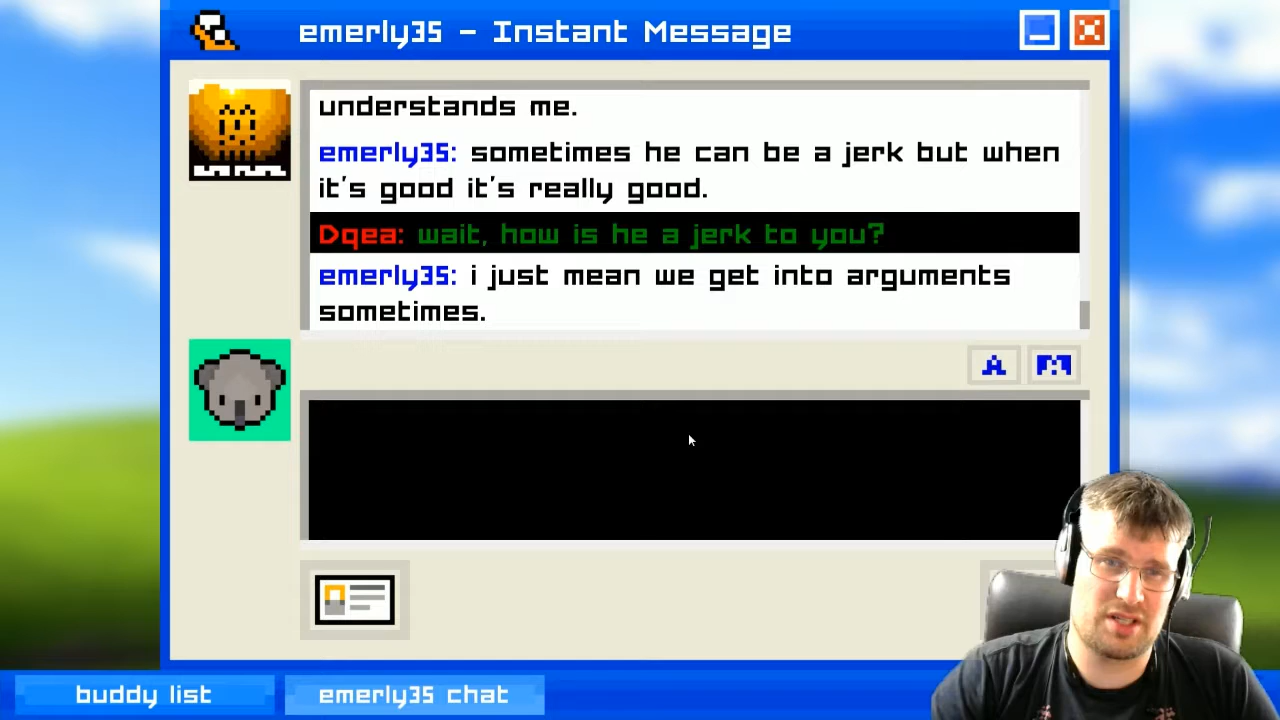 emerly35 - Instant Message
understands me.
emerly35: sometimes he can be a jerk but when
it's good it's really good.
Dqea: wait, how is he a jerk to you?
emerly35: i just mean we get into arguments
sometimes.
A
buddy list
emerly35 chat